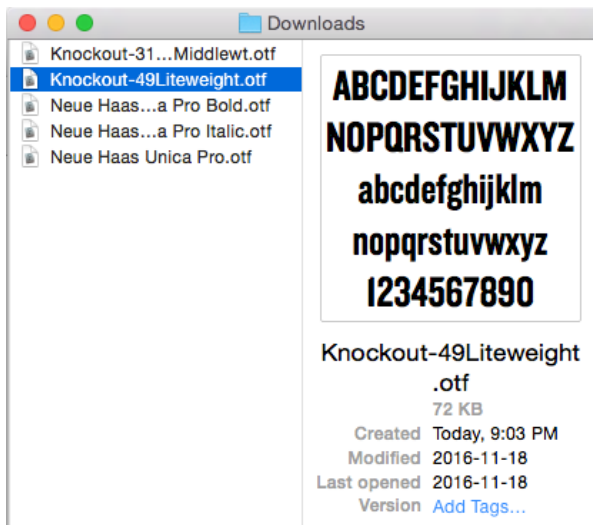 Downloads
Knockout-31...Middlewt.otf
Knockout-49Liteweight.otf
Neue Haas...a Pro Bold.otf
Neue Haas...a Pro Italic.otf
Neue Haas Unica Pro.otf
ABCDEFGHIJKLM
NOPQRSTUVWXYZ
abcdefghijklm
nopqrstuvwxyz
1234567890
Knockout-49Liteweight
.otf
72 KB
Created Today, 9:03 PM
Modified 2016-11-18
Last opened 2016-11-18
Version Add Tags...